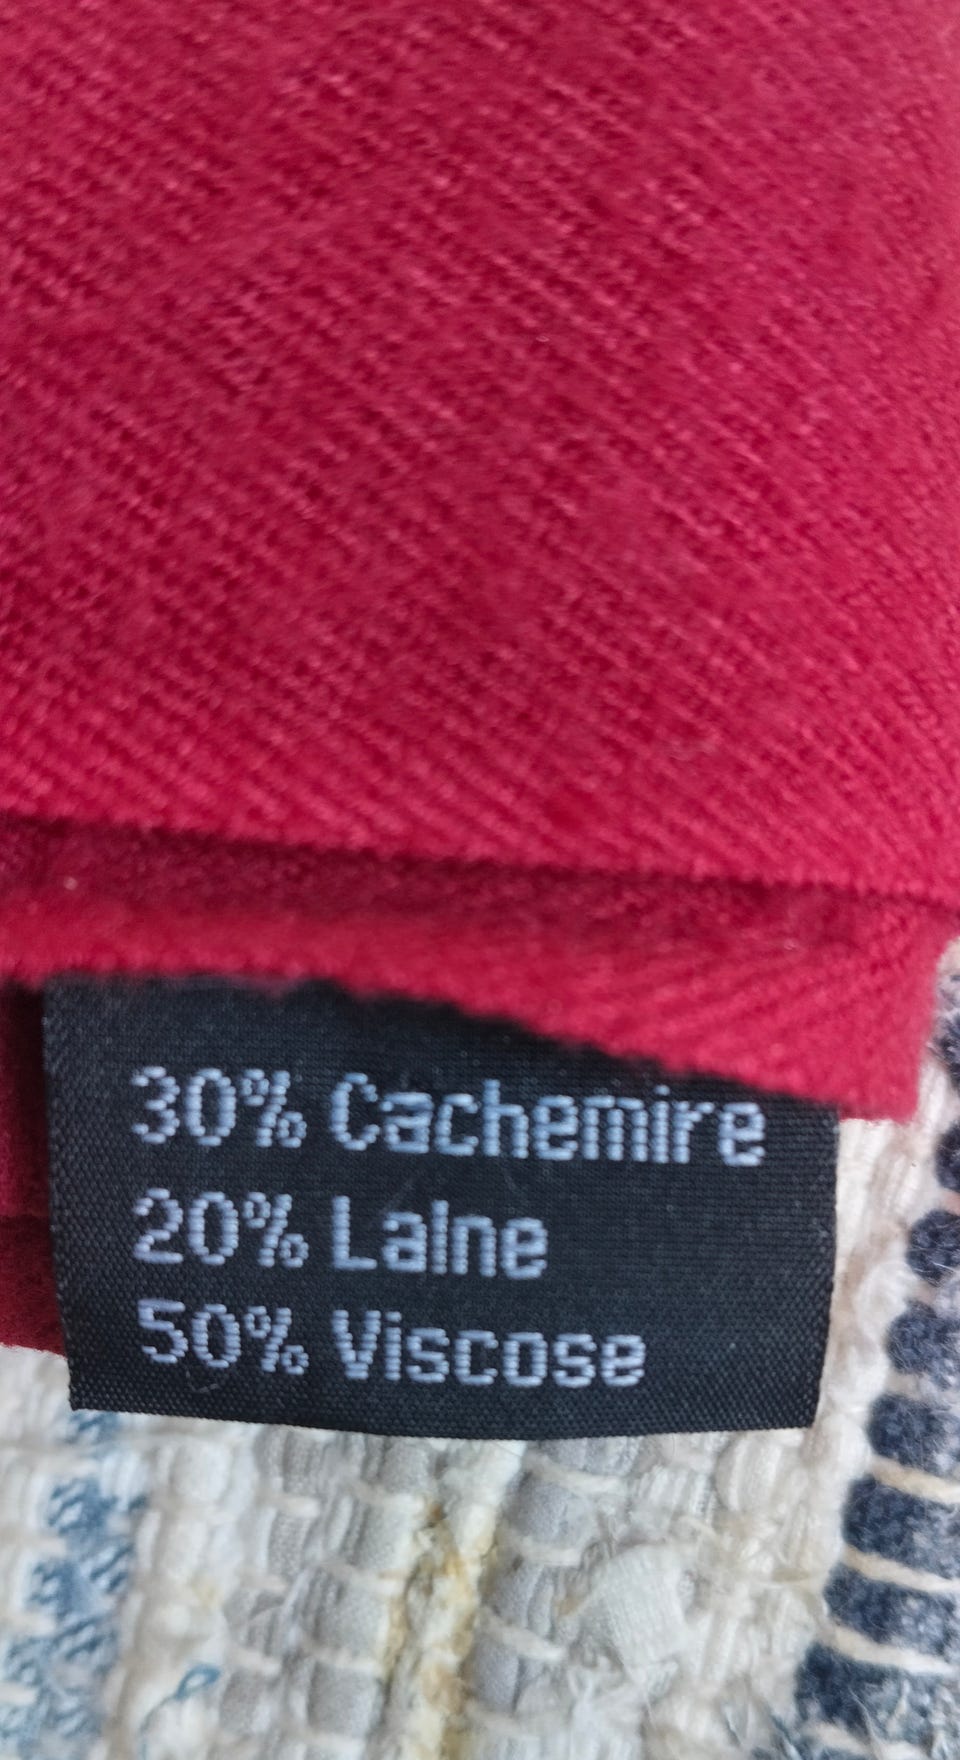 30% Cachemire
20% Laine
50% Viscose